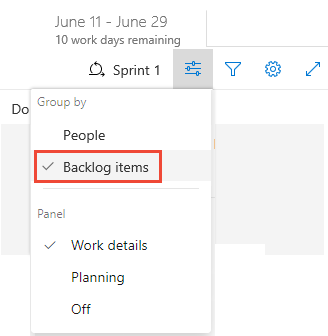 June 11 - June 29
10 work days remaining
Sprint 1
Do
Group by
People
Backlog items
Panel
Work details
Planning
Off